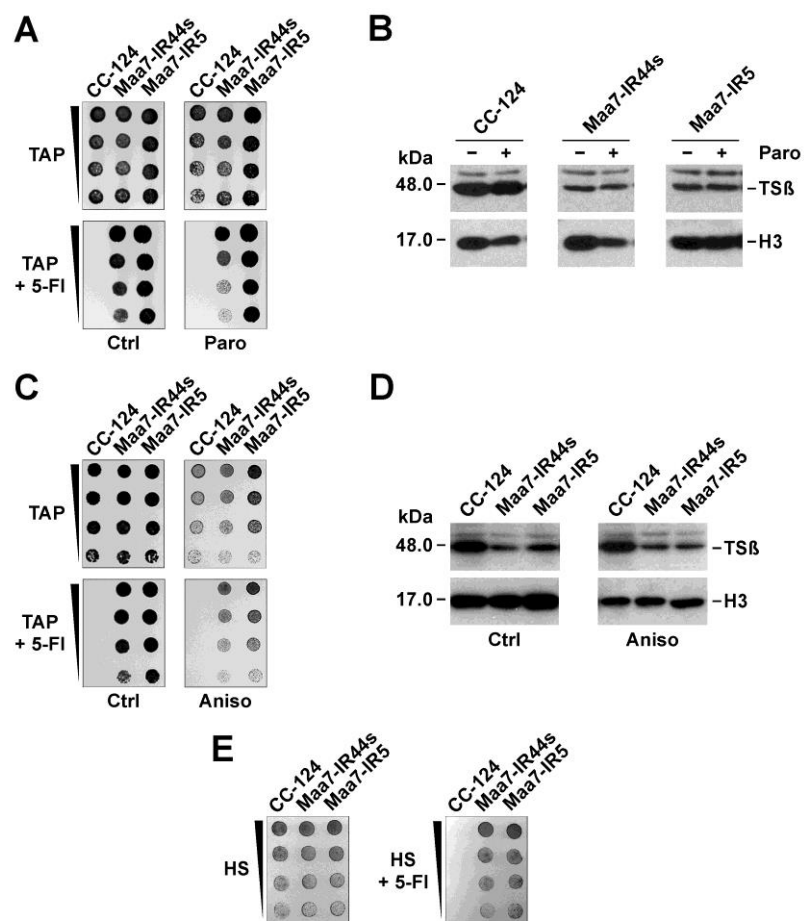 A
CC-124 Maa7-IR44s Maa7-IR5
CC-124 Maa7-IR44s Maa7-IR5
TAP
TAP + 5-FI
Ctrl Paro
B
CC-124 Maa7-IR44s Maa7-IR5
kDa − + − + − + Paro
48.0 TSß
17.0 H3
C
CC-124 Maa7-IR44s Maa7-IR5
CC-124 Maa7-IR44s Maa7-IR5
TAP
TAP + 5-FI
Ctrl Aniso
D
CC-124 Maa7-IR44s Maa7-IR5
CC-124 Maa7-IR44s Maa7-IR5
kDa
48.0 TSß
17.0 H3
Ctrl Aniso
E
CC-124 Maa7-IR44s Maa7-IR5
CC-124 Maa7-IR44s Maa7-IR5
HS
HS + 5-FI